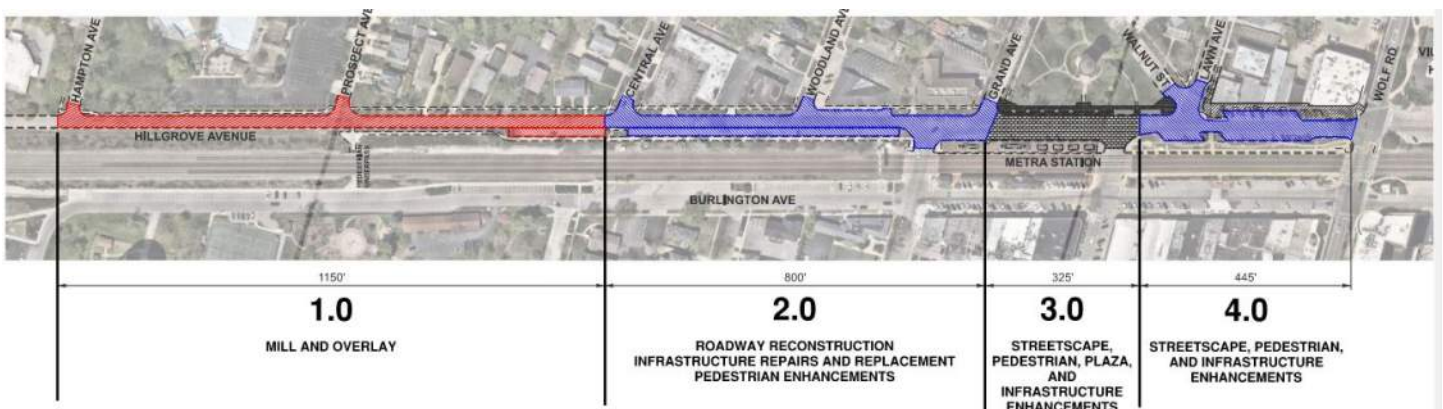 HAMPTON AVE
PROSPECT AVE
CENTRAL AVE
WOODLAND AVE
GRAND AVE
WALNUT ST
LAWN AVE
WOLF RD
HILLGROVE AVENUE
PEDESTRIAN
UNDERPASS
METRA STATION
BURLINGTON AVE
1150'
800'
325'
445'
1.0
MILL AND OVERLAY
2.0
ROADWAY RECONSTRUCTION
INFRASTRUCTURE REPAIRS AND REPLACEMENT
PEDESTRIAN ENHANCEMENTS
3.0
STREETSCAPE,
PEDESTRIAN, PLAZA,
AND
INFRASTRUCTURE
ENHANCEMENTS
4.0
STREETSCAPE, PEDESTRIAN,
AND INFRASTRUCTURE
ENHANCEMENTS